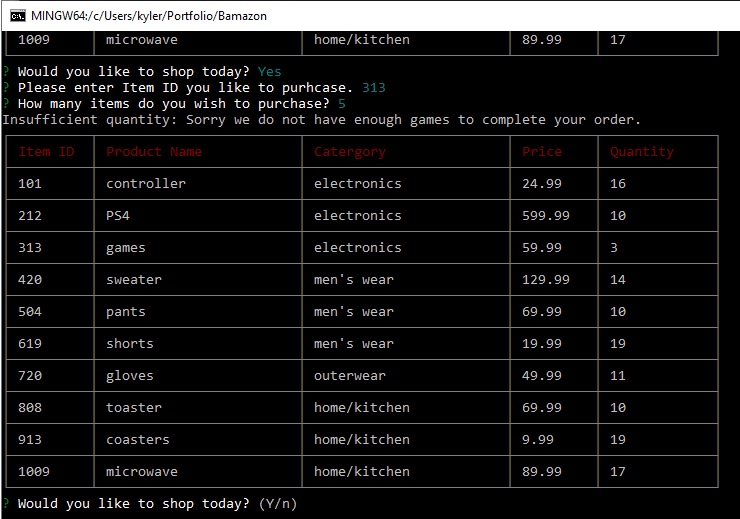 MINGW64:/c/Users/kyler/Portfolio/Bamazon
1009 microwave home/kitchen 89.99 17
? Would you like to shop today? Yes
? Please enter Item ID you like to purhcase. 313
? How many items do you wish to purchase? 5
Insufficient quantity: Sorry we do not have enough games to complete your order.
Item ID Product Name Catergory Price Quantity
101 controller electronics 24.99 16
212 PS4 electronics 599.99 10
313 games electronics 59.99 3
420 sweater men's wear 129.99 14
504 pants men's wear 69.99 10
619 shorts men's wear 19.99 19
720 gloves outerwear 49.99 11
808 toaster home/kitchen 69.99 10
913 coasters home/kitchen 9.99 19
1009 microwave home/kitchen 89.99 17
? Would you like to shop today? (Y/n)